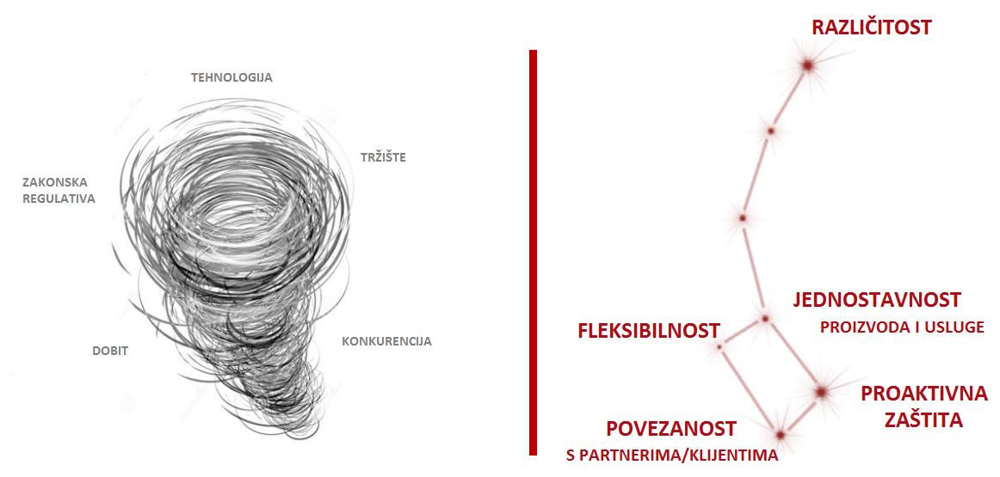 TEHNOLOGIJA
TRŽIŠTE
ZAKONSKA
REGULATIVA
DOBIT
KONKURENCIJA
RAZLIČITOST
JEDNOSTAVNOST
PROIZVODA I USLUGE
FLEKSIBILNOST
PROAKTIVNA
ZAŠTITA
POVEZANOST
S PARTNERIMA/KLIJENTIMA